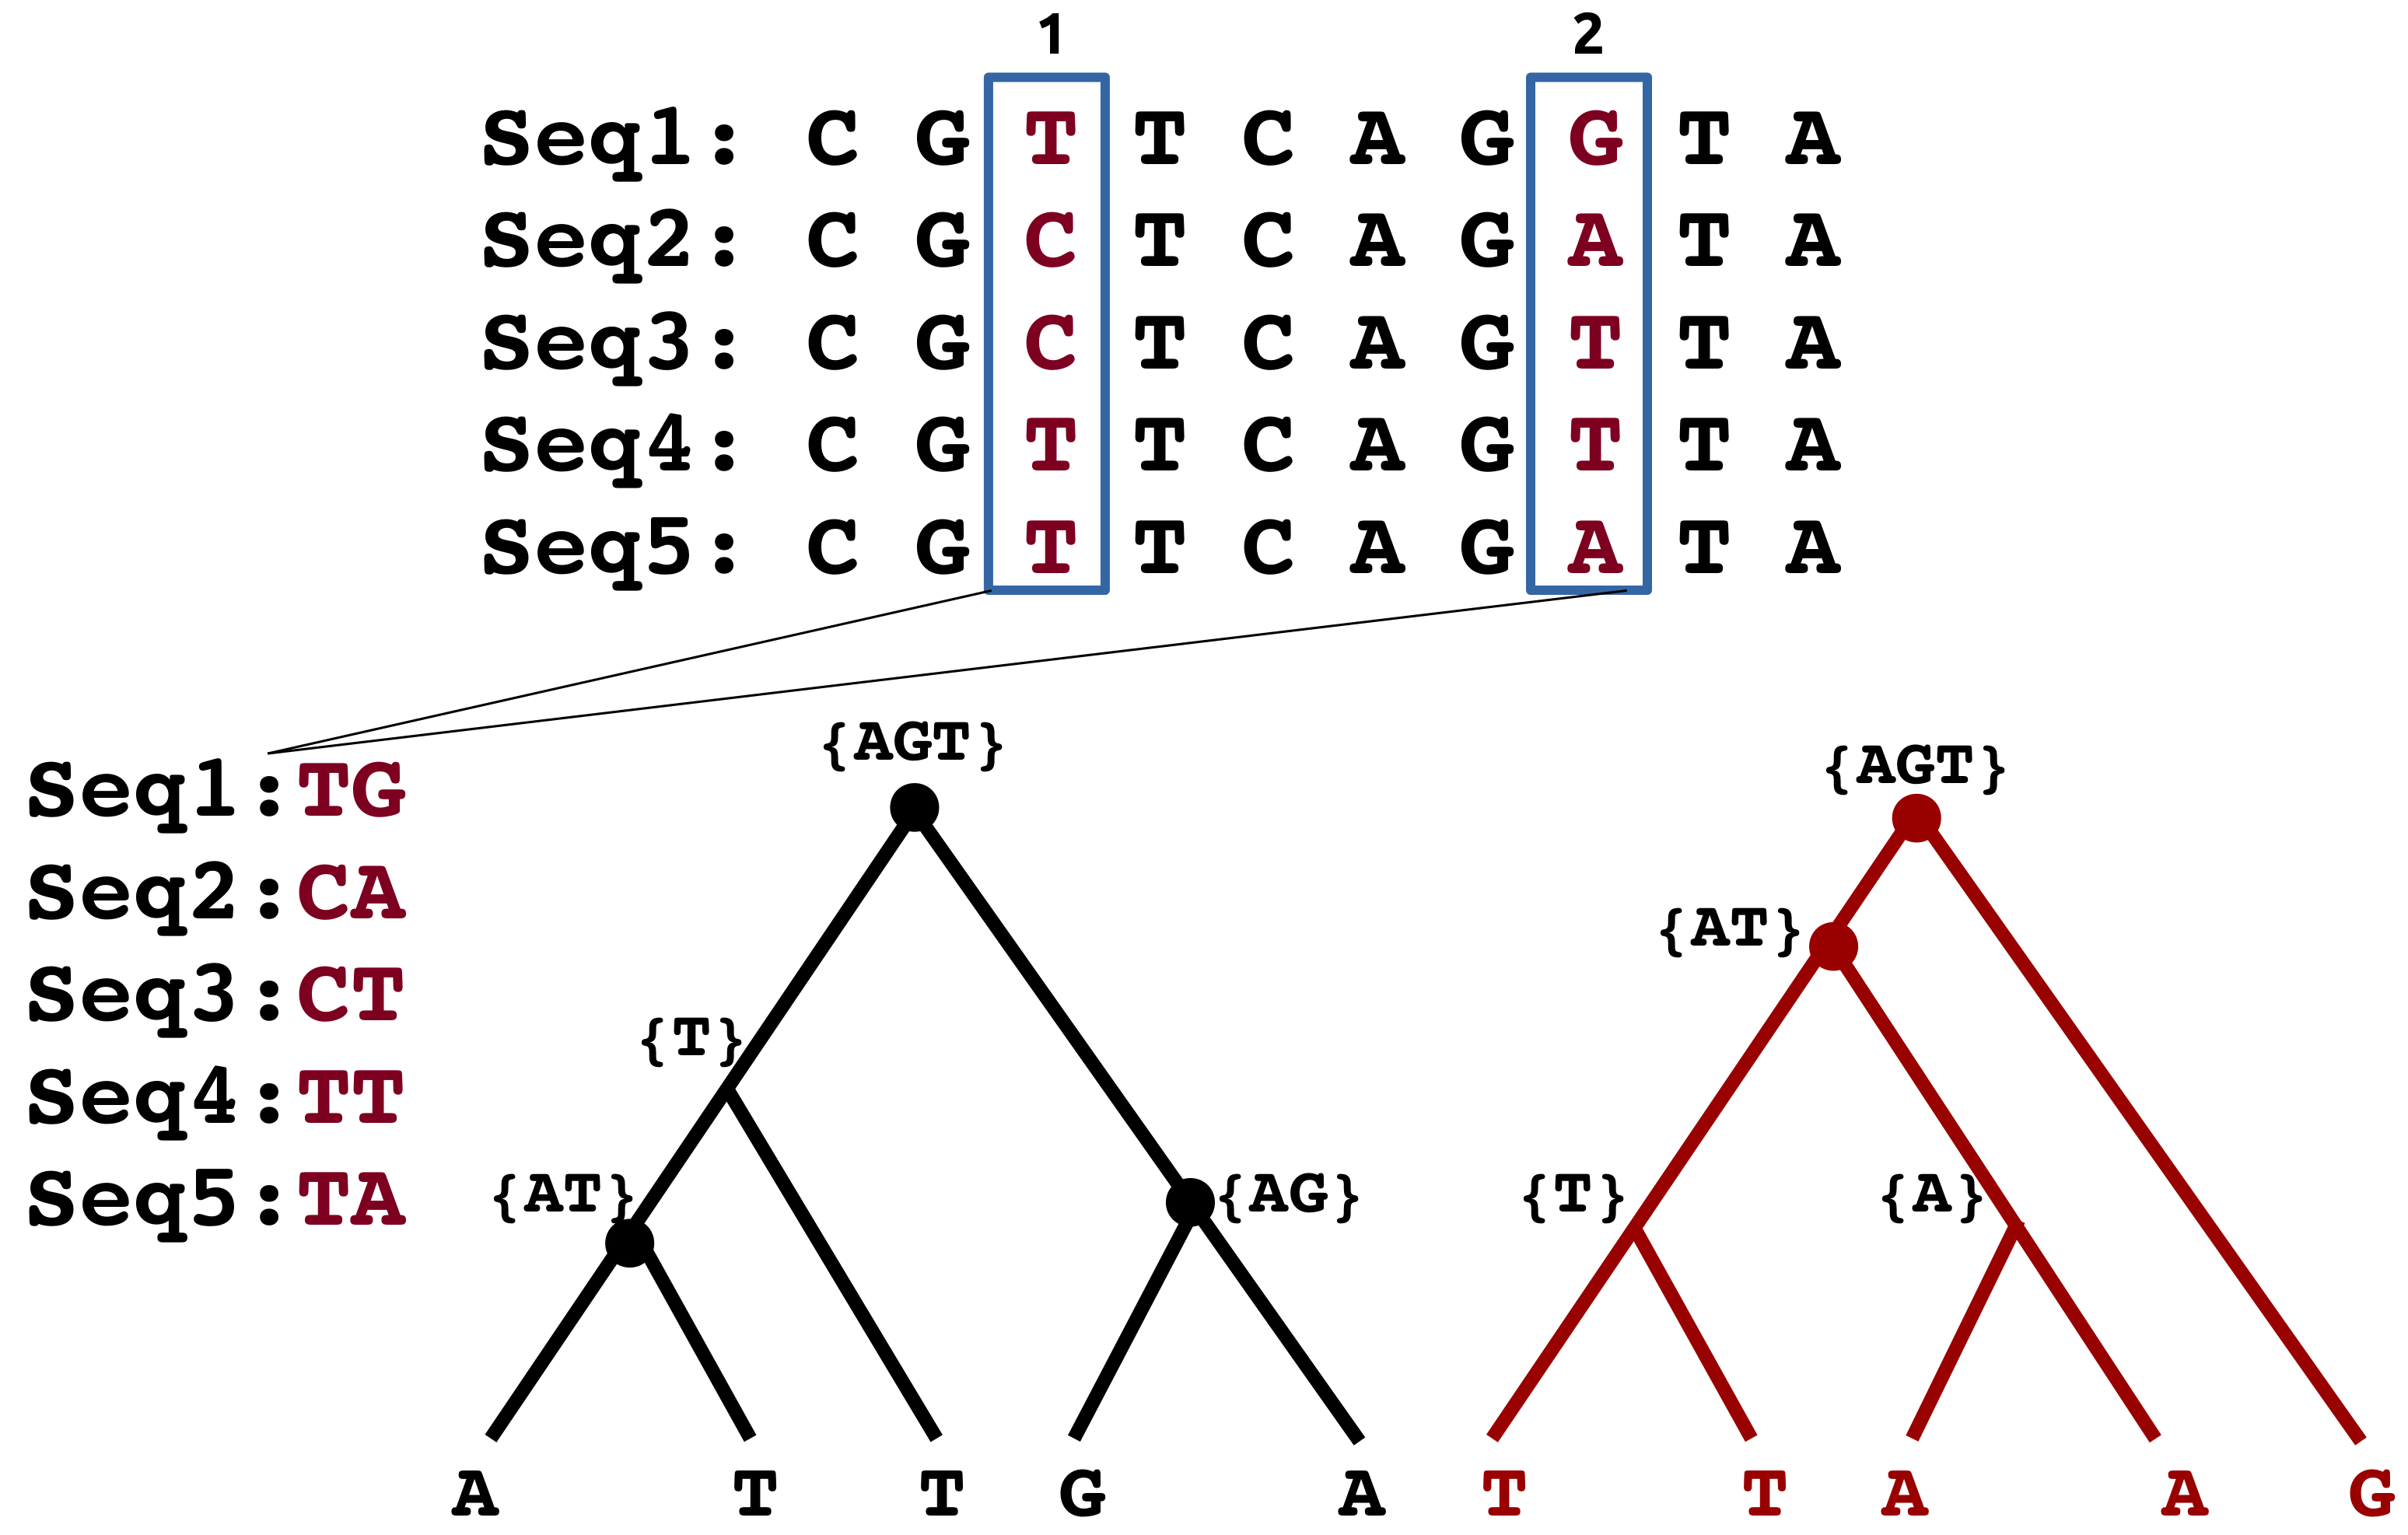 1 2
Seq1: C G T T C A G G T A
Seq2: C G C T C A G A T A
Seq3: C G C T C A G T T A
Seq4: C G T T C A G T T A
Seq5: C G T T C A G A T A
Seq1:TG
Seq2:CA
Seq3:CT
Seq4:TT
Seq5:TA
{AGT}
{T}
{AT}
{AG}
A T T G A
{AGT}
{AT}
{T}
{A}
T T A A G